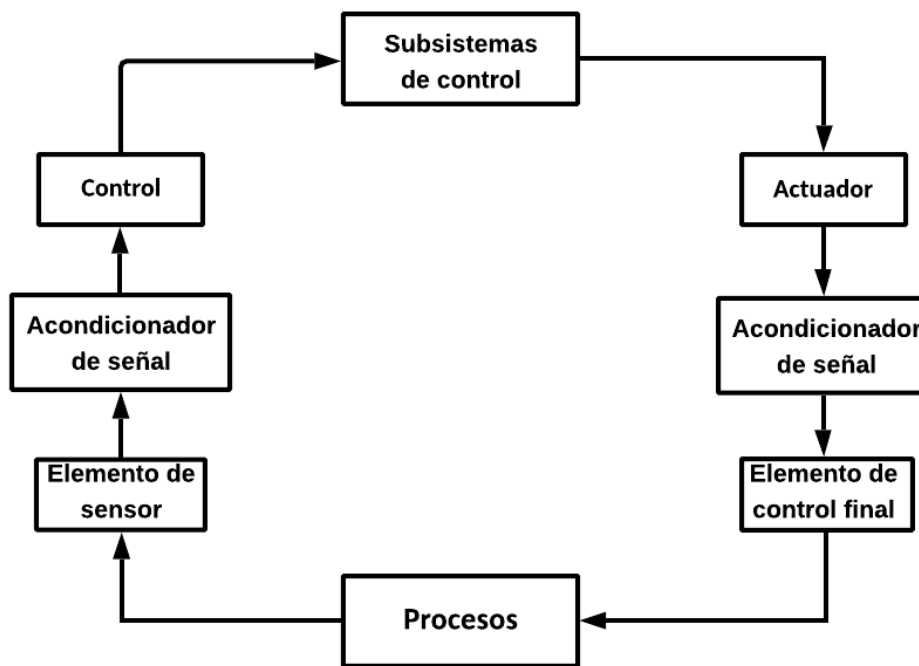 Subsistemas
de control
Control
Actuador
Acondicionador
de señal
Acondicionador
de señal
Elemento de
sensor
Elemento de
control final
Procesos